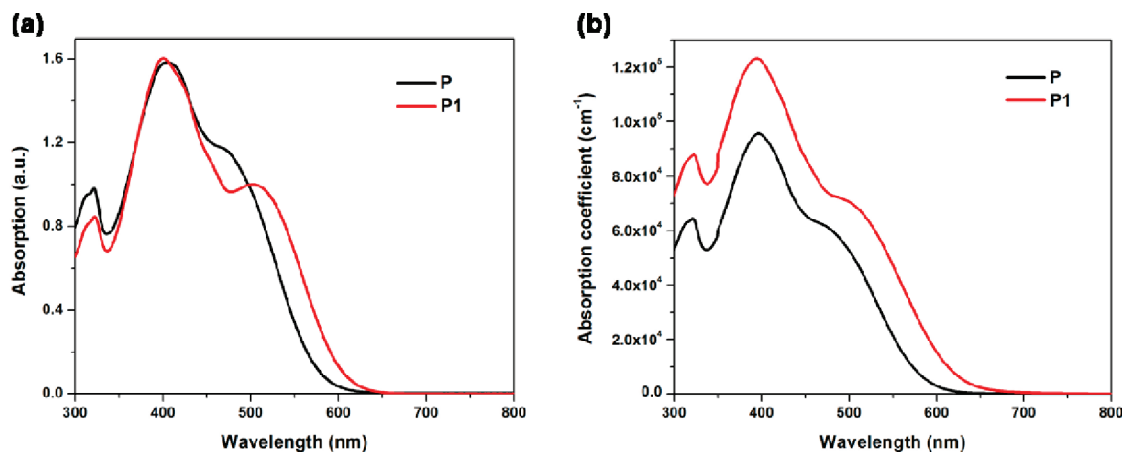 (a)
P
P1
Absorption (a.u.)
1.6
1.2
0.8
0.4
0.0
300 400 500 600 700 800
Wavelength (nm)
(b)
P
P1
Absorption coefficient (cm⁻¹)
1.2x10⁵
1.0x10⁵
8.0x10⁴
6.0x10⁴
4.0x10⁴
2.0x10⁴
0.0
300 400 500 600 700 800
Wavelength (nm)